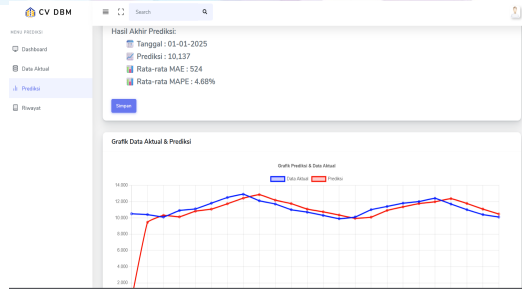 CV DBM
Search
MENU PREDIKSI
Dashboard
Data Aktual
Prediksi
Riwayat
Hasil Akhir Prediksi:
Tanggal : 01-01-2025
Prediksi : 10,137
Rata-rata MAE : 524
Rata-rata MAPE : 4.68%
Simpan
Grafik Data Aktual & Prediksi
Grafik Prediksi & Data Aktual
Data Aktual Prediksi
14.000
12.000
10.000
8.000
6.000
4.000
2.000